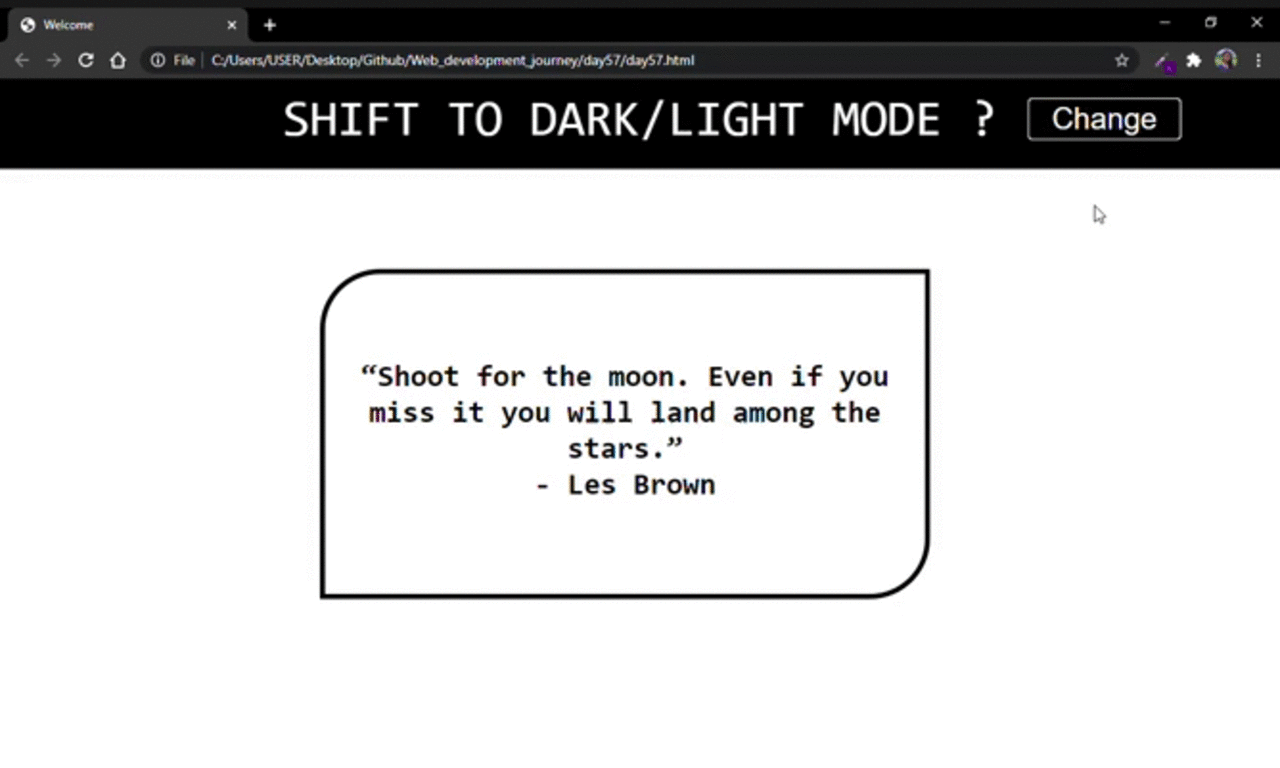 Welcome
File C:/Users/USER/Desktop/Github/Web_development_journey/day57/day57.html
SHIFT TO DARK/LIGHT MODE ? Change
“Shoot for the moon. Even if you
miss it you will land among the
stars.”
- Les Brown